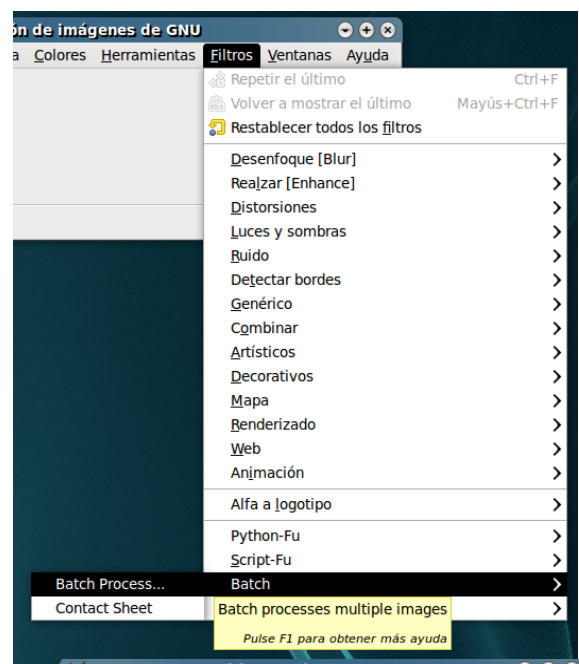 ón de imágenes de GNU
a Colores Herramientas Filtros Ventanas Ayuda
Repetir el último Ctrl+F
Volver a mostrar el último Mayús+Ctrl+F
Restablecer todos los filtros
Desenfoque [Blur]
Realzar [Enhance]
Distorsiones
Luces y sombras
Ruido
Detectar bordes
Genérico
Combinar
Artísticos
Decorativos
Mapa
Renderizado
Web
Animación
Alfa a logotipo
Python-Fu
Script-Fu
Batch
Batch Process...
Contact Sheet
Batch processes multiple images
Pulse F1 para obtener más ayuda